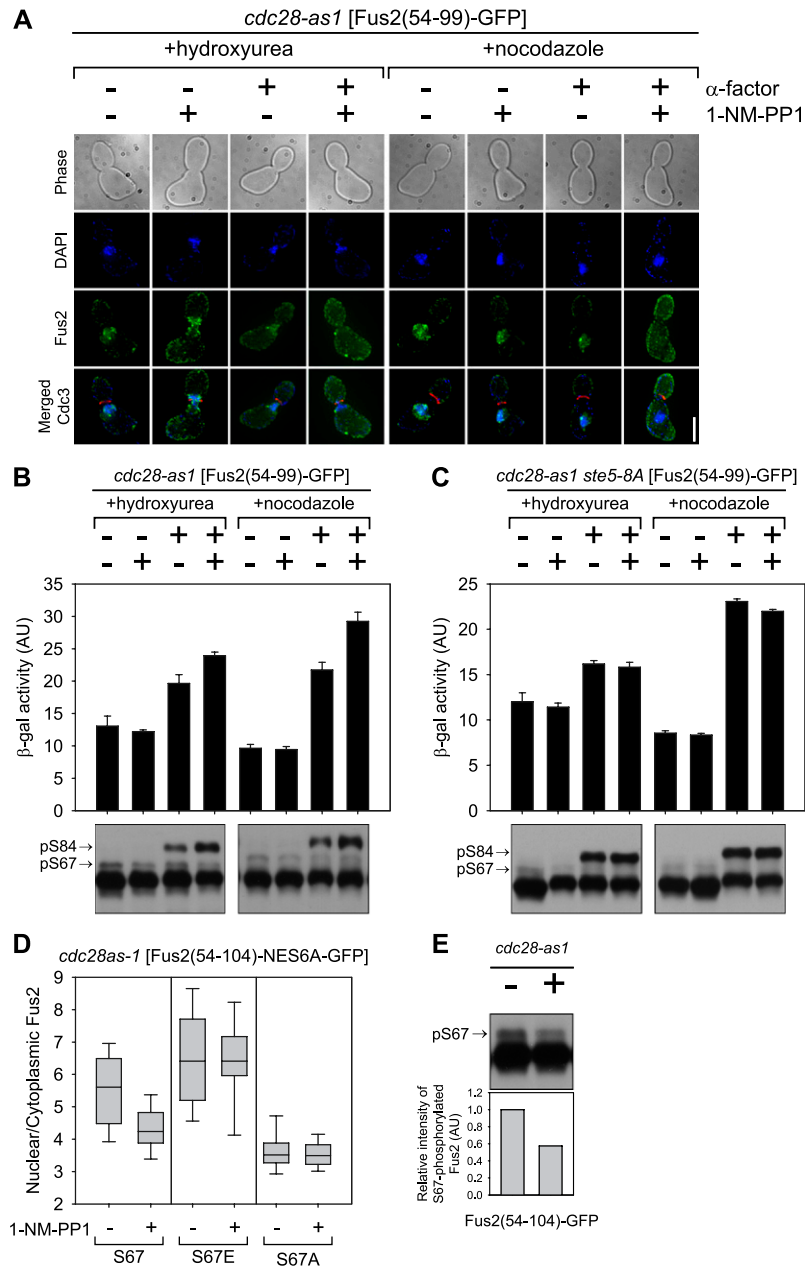 A
cdc28-as1 [Fus2(54-99)-GFP]
+hydroxyurea +nocodazole
- - + + - - + + α-factor
- + - + - + - + 1-NM-PP1
Phase
DAPI
Fus2
Merged
Cdc3
B
cdc28-as1 [Fus2(54-99)-GFP]
+hydroxyurea +nocodazole
- - + + - - + +
- + - + - + - +
β-gal activity (AU)
35
30
25
20
15
10
5
0
pS84→
pS67→
C
cdc28-as1 ste5-8A [Fus2(54-99)-GFP]
+hydroxyurea +nocodazole
- - + + - - + +
- + - + - + - +
β-gal activity (AU)
25
20
15
10
5
0
pS84→
pS67→
D
cdc28as-1 [Fus2(54-104)-NES6A-GFP]
Nuclear/Cytoplasmic Fus2
9
8
7
6
5
4
3
2
1-NM-PP1 - + - + - +
S67 S67E S67A
E
cdc28-as1
- +
pS67→
Relative intensity of
S67-phosphorylated
Fus2 (AU)
1.2
1.0
0.8
0.6
0.4
0.2
0.0
Fus2(54-104)-GFP